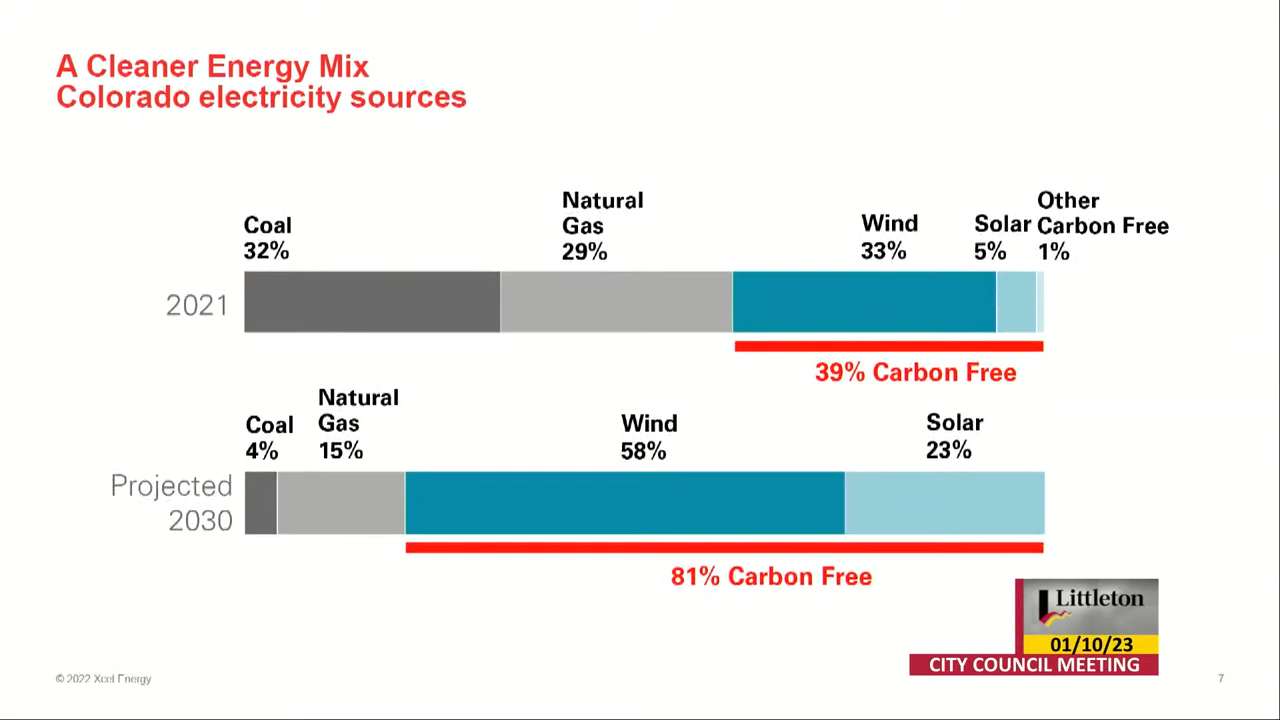 A Cleaner Energy Mix
Colorado electricity sources
Coal
32%
Natural
Gas
29%
Wind
33%
Solar
5%
Other
Carbon Free
1%
2021
39% Carbon Free
Coal
4%
Natural
Gas
15%
Wind
58%
Solar
23%
Projected
2030
81% Carbon Free
Littleton
01/10/23
CITY COUNCIL MEETING
© 2022 Xcel Energy
7